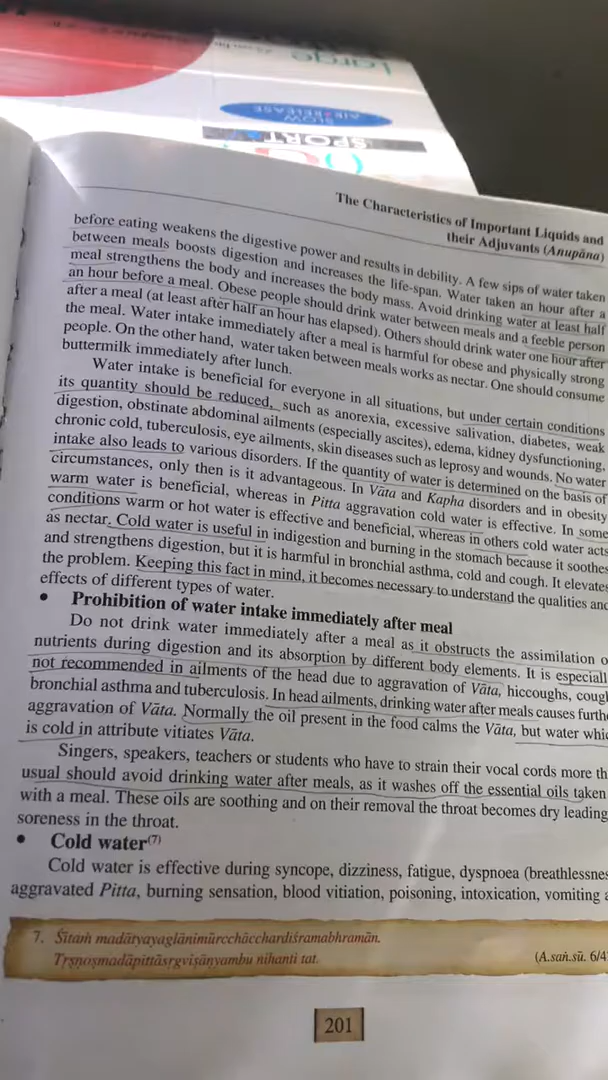 Large
SLOW
AIR RELEASE
SPORT
The Characteristics of Important Liquids and
their Adjuvants (Anupāna)
before eating weakens the digestive power and results in debility. A few sips of water taken
between meals boosts digestion and increases the life-span. Water taken an hour after a
meal strengthens the body and increases the body mass. Avoid drinking water at least half
an hour before a meal. Obese people should drink water between meals and a feeble person
after a meal (at least after half an hour has elapsed). Others should drink water one hour after
the meal. Water intake immediately after a meal is harmful for obese and physically strong
people. On the other hand, water taken between meals works as nectar. One should consume
buttermilk immediately after lunch.
Water intake is beneficial for everyone in all situations, but under certain conditions
its quantity should be reduced, such as anorexia, excessive salivation, diabetes, weak
digestion, obstinate abdominal ailments (especially ascites), edema, kidney dysfunctioning,
chronic cold, tuberculosis, eye ailments, skin diseases such as leprosy and wounds. No water
intake also leads to various disorders. If the quantity of water is determined on the basis of
circumstances, only then is it advantageous. In Vāta and Kapha disorders and in obesity
warm water is beneficial, whereas in Pitta aggravation cold water is effective. In some
conditions warm or hot water is effective and beneficial, whereas in others cold water acts
as nectar. Cold water is useful in indigestion and burning in the stomach because it soothes
and strengthens digestion, but it is harmful in bronchial asthma, cold and cough. It elevates
the problem. Keeping this fact in mind, it becomes necessary to understand the qualities and
effects of different types of water.
• Prohibition of water intake immediately after meal
Do not drink water immediately after a meal as it obstructs the assimilation o
nutrients during digestion and its absorption by different body elements. It is especiall
not recommended in ailments of the head due to aggravation of Vāta, hiccoughs, cough
bronchial asthma and tuberculosis. In head ailments, drinking water after meals causes furthe
aggravation of Vāta. Normally the oil present in the food calms the Vāta, but water whic
is cold in attribute vitiates Vāta.
Singers, speakers, teachers or students who have to strain their vocal cords more th
usual should avoid drinking water after meals, as it washes off the essential oils taken
with a meal. These oils are soothing and on their removal the throat becomes dry leading
soreness in the throat.
• Cold water(7)
Cold water is effective during syncope, dizziness, fatigue, dyspnoea (breathlessnes
aggravated Pitta, burning sensation, blood vitiation, poisoning, intoxication, vomiting a
7. Śītaṁ madātyayaglānimūrcchācchardiśramabhramān.
Tṛṣṇoṣmadāpittāsṛgviṣāṇyambu nihanti tat.
(A.saṅ.sū. 6/4
201